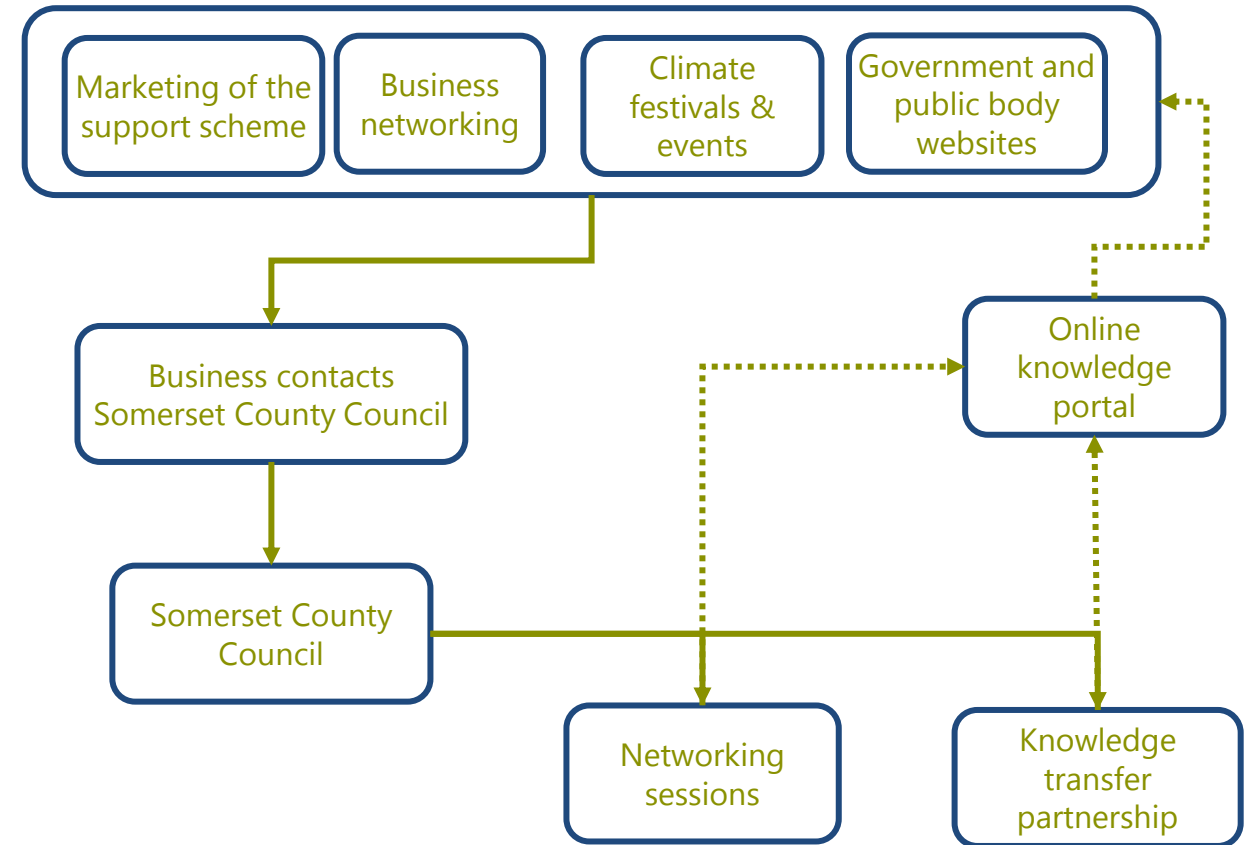 Marketing of the
support scheme
Business
networking
Climate
festivals &
events
Government and
public body
websites
Online
knowledge
portal
Business contacts
Somerset County Council
Somerset County
Council
Networking
sessions
Knowledge
transfer
partnership